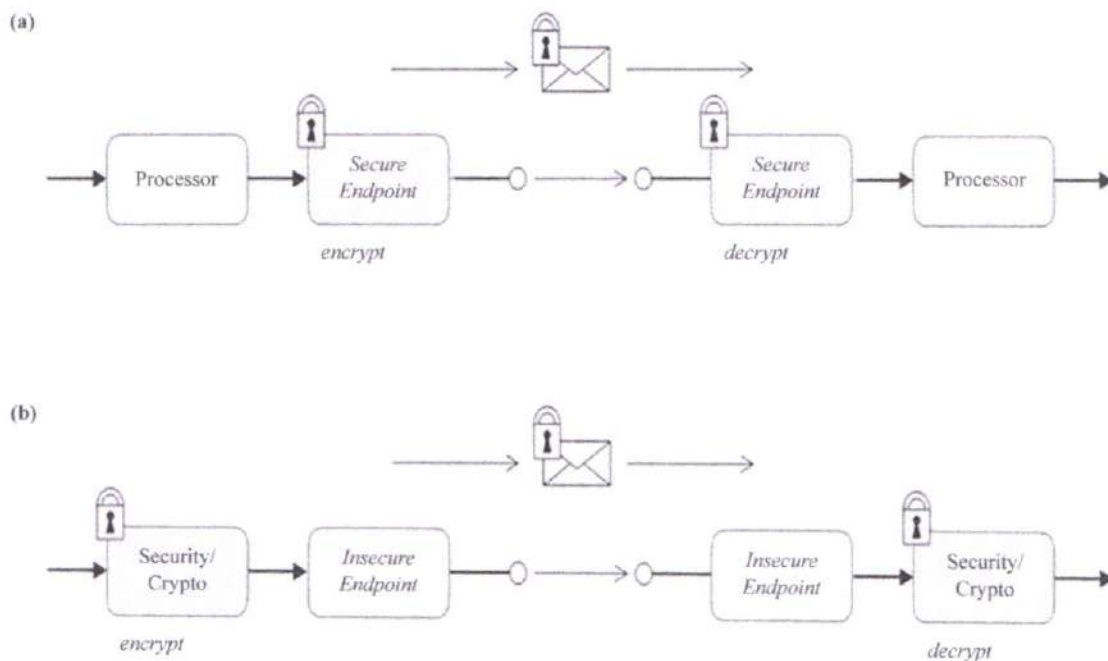 (a)
Processor
Secure
Endpoint
Secure
Endpoint
Processor
encrypt
decrypt
(b)
Security/
Crypto
Insecure
Endpoint
Insecure
Endpoint
Security/
Crypto
encrypt
decrypt